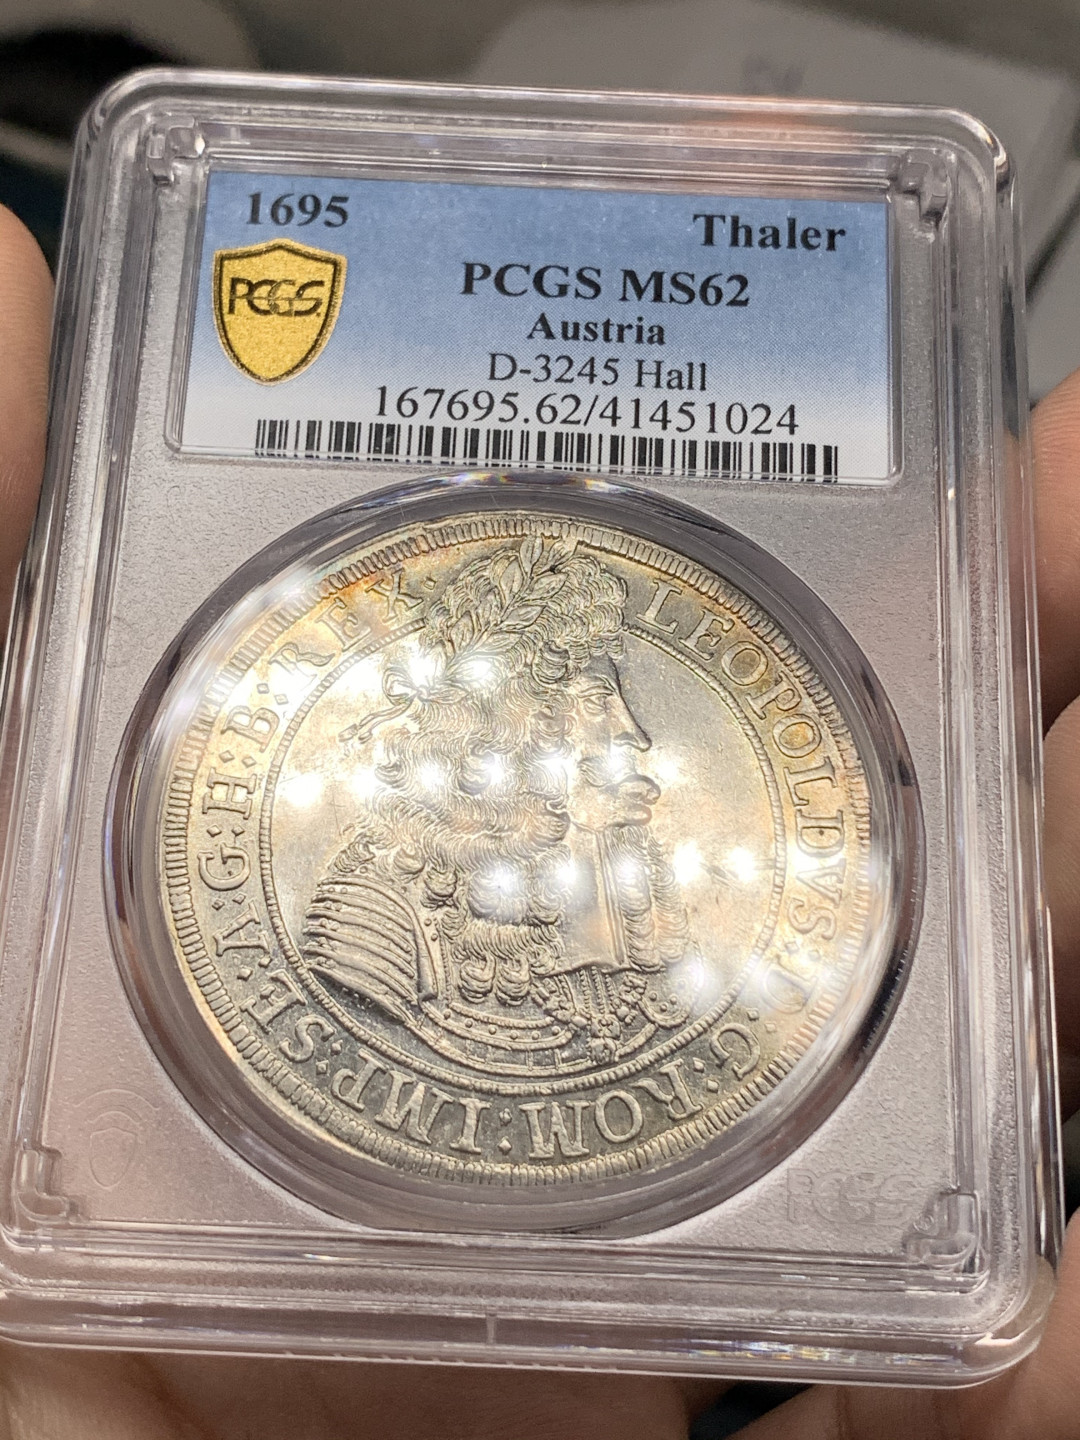 1695 Thaler
PCGS
PCGS MS62
Austria
D-3245 Hall
167695.62/41451024
LEOPOLDVS·D·G:ROM:IMP:SE·A·G:H·B·REX·
PCGS